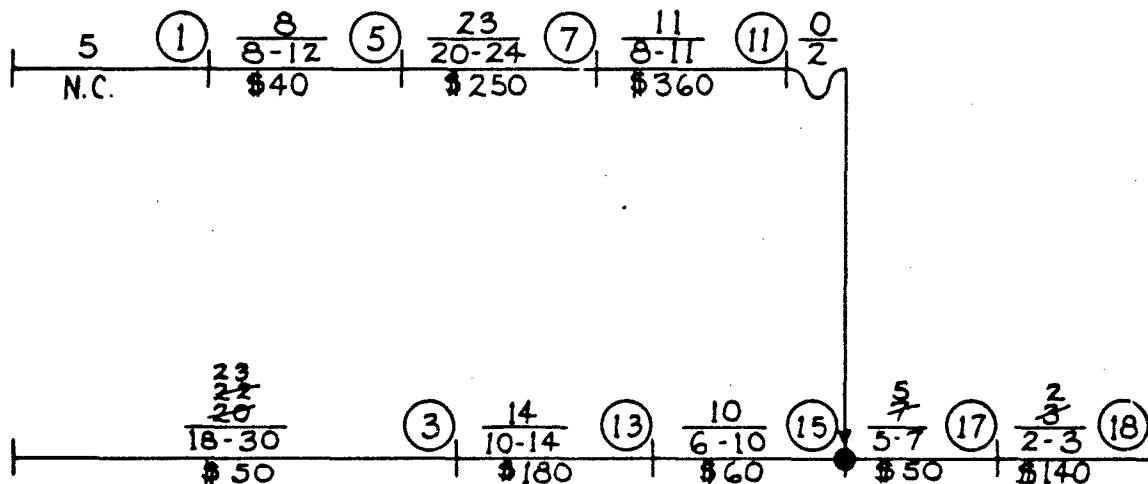 5 ① 8 ⑤ 23 ⑦ 11 ⑪ 0
8-12 20-24 8-11 2
N.C. $40 $250 $360
23
22 5 2
20 ③ 14 ⑬ 10 ⑮ 7 ⑰ 3 ⑱
18-30 10-14 6-10 5-7 2-3
$50 $180 $60 $50 $140